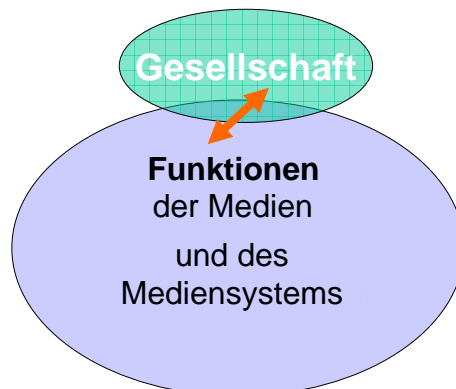 Gesellschaft
Funktionen
der Medien
und des
Mediensystems